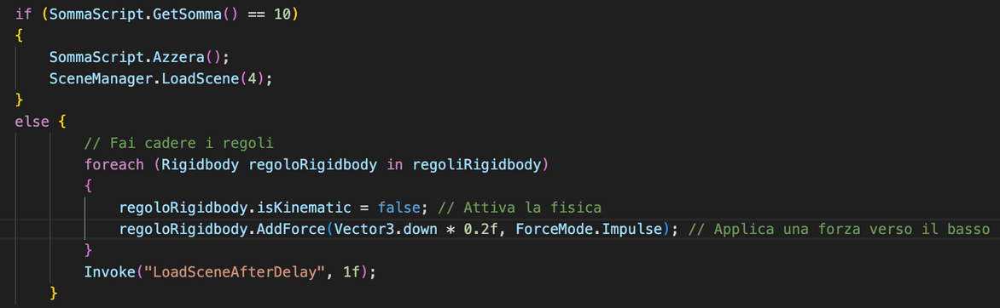 if (SommaScript.GetSomma() == 10)
{
SommaScript.Azzera();
SceneManager.LoadScene(4);
}
else {
// Fai cadere i regoli
foreach (Rigidbody regoloRigidbody in regoliRigidbody)
{
regoloRigidbody.isKinematic = false; // Attiva la fisica
regoloRigidbody.AddForce(Vector3.down * 0.2f, ForceMode.Impulse); // Applica una forza verso il basso
}
Invoke("LoadSceneAfterDelay", 1f);
}